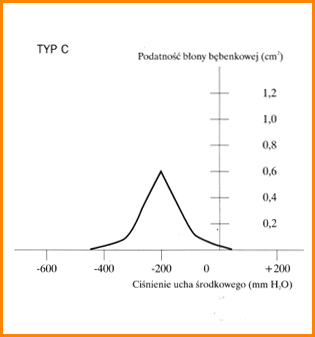 TYP C
Podatność błony bębenkowej (cm²)
1,2
1,0
0,8
0,6
0,4
0,2
-600 -400 -200 0 +200
Ciśnienie ucha środkowego (mm H₂O)